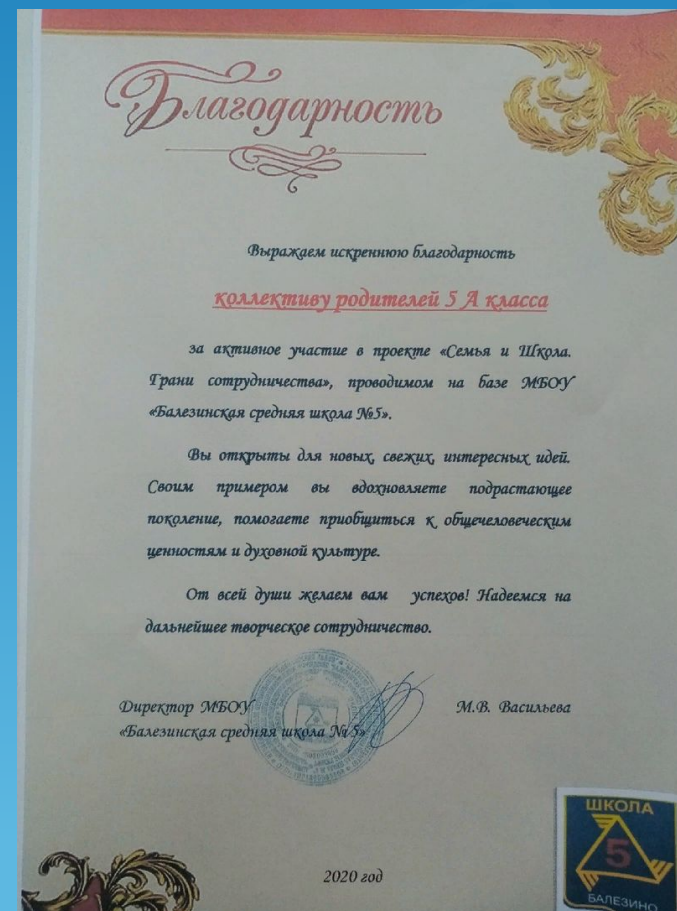 Благодарность
Выражаем искреннюю благодарность
коллективу родителей 5 А класса
за активное участие в проекте «Семья и Школа.
Грани сотрудничества», проводимом на базе МБОУ
«Балезинская средняя школа №5».
Вы открыты для новых, свежих, интересных идей.
Своим примером вы вдохновляете подрастающее
поколение, помогаете приобщиться к общечеловеческим
ценностям и духовной культуре.
От всей души желаем вам успехов! Надеемся на
дальнейшее творческое сотрудничество.
Директор МБОУ М.В. Васильева
«Балезинская средняя школа №5»
ШКОЛА
5
БАЛЕЗИНО
2020 год